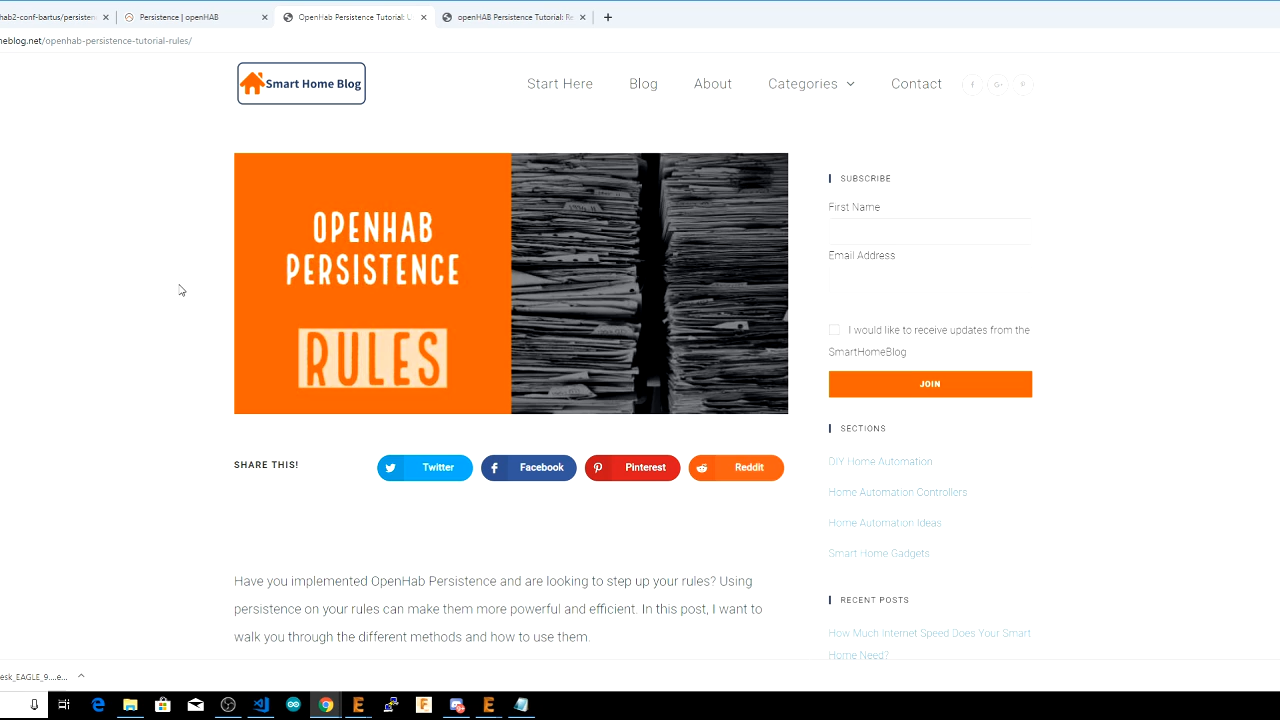 hab2-conf-bartus/persisten
Persistence | openHAB
OpenHab Persistence Tutorial: U
openHAB Persistence Tutorial: Re
meblog.net/openhab-persistence-tutorial-rules/
Smart Home Blog
Start Here
Blog
About
Categories
Contact
OPENHAB
PERSISTENCE
RULES
SHARE THIS!
Twitter
Facebook
Pinterest
Reddit
Have you implemented OpenHab Persistence and are looking to step up your rules? Using
persistence on your rules can make them more powerful and efficient. In this post, I want to
walk you through the different methods and how to use them.
SUBSCRIBE
First Name
Email Address
I would like to receive updates from the
SmartHomeBlog
JOIN
SECTIONS
DIY Home Automation
Home Automation Controllers
Home Automation Ideas
Smart Home Gadgets
RECENT POSTS
How Much Internet Speed Does Your Smart
Home Need?
esk_EAGLE_9....e...